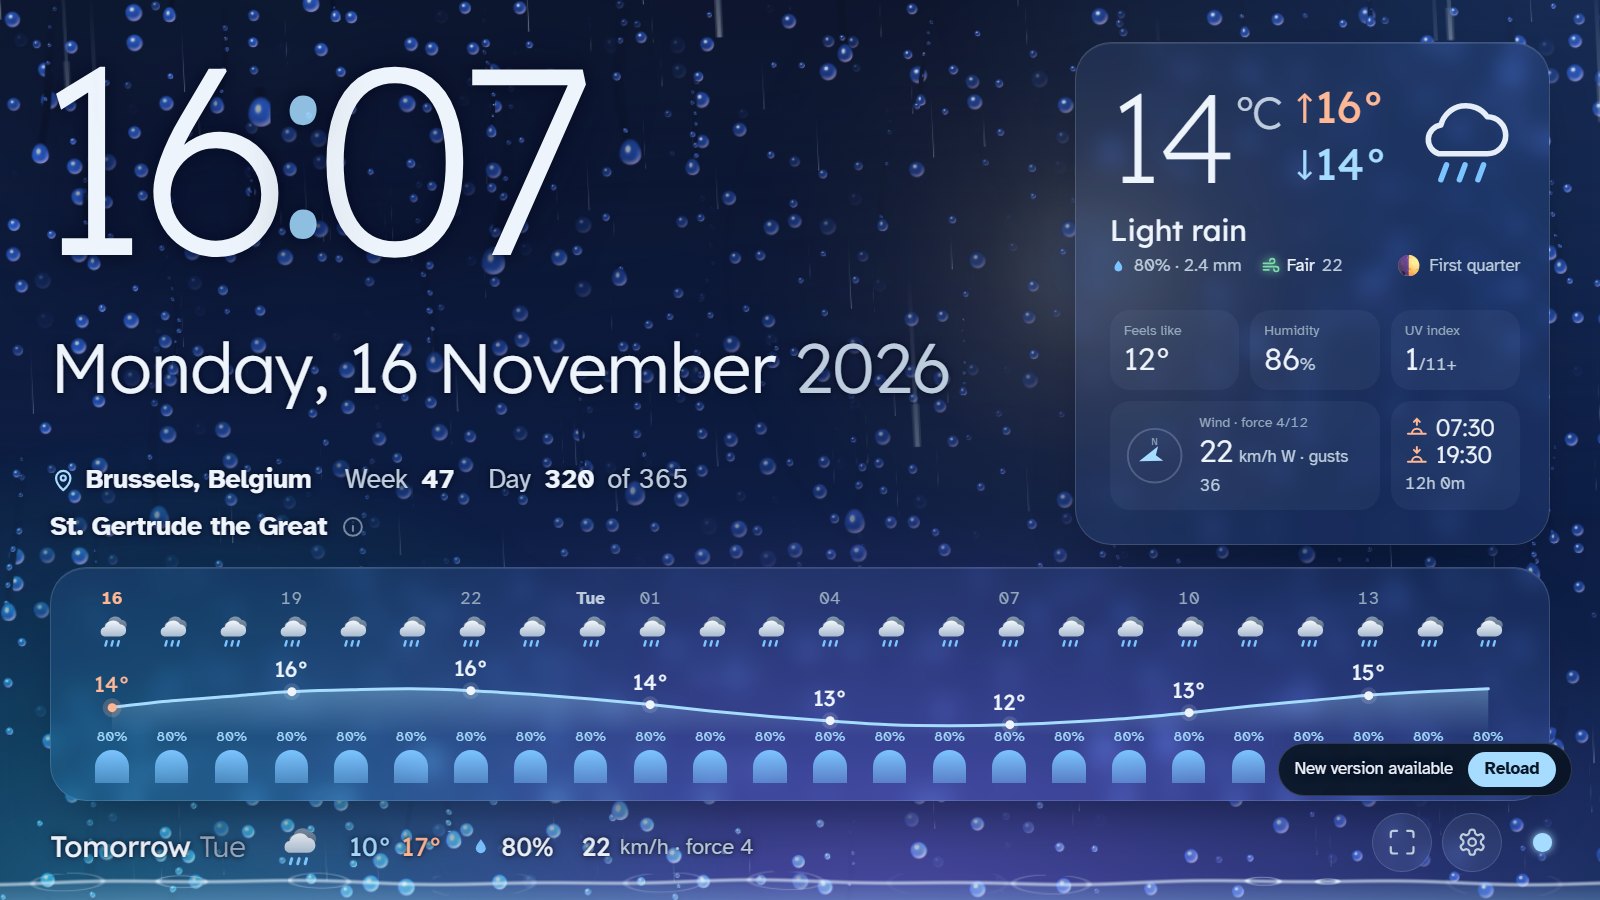 16:07
Monday, 16 November 2026
Brussels, Belgium Week 47 Day 320 of 365
St. Gertrude the Great
14 °C ↑16° ↓14°
Light rain
80% · 2.4 mm Fair 22 First quarter
Feels like
12°
Humidity
86%
UV index
1/11+
N
Wind · force 4/12
22 km/h W · gusts
36
07:30
19:30
12h 0m
16 19 22 Tue 01 04 07 10 13
14° 16° 16° 14° 13° 12° 13° 15°
80% 80% 80% 80% 80% 80% 80% 80% 80% 80% 80% 80% 80% 80% 80% 80% 80% 80% 80% 80% 80% 80% 80% 80%
New version available Reload
Tomorrow Tue 10° 17° 80% 22 km/h · force 4